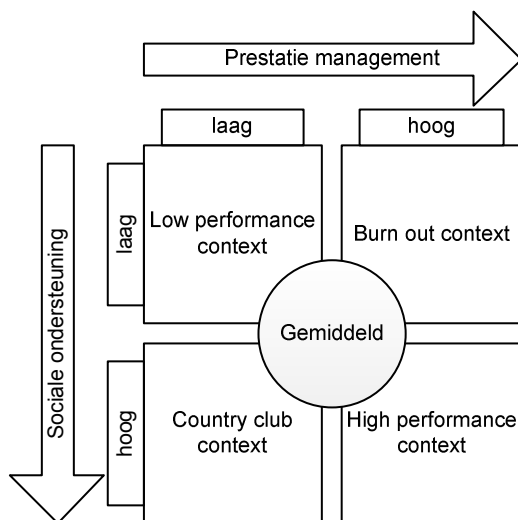 Prestatie management
laag
hoog
Sociale ondersteuning
laag
Low performance
context
Burn out context
Gemiddeld
hoog
Country club
context
High performance
context